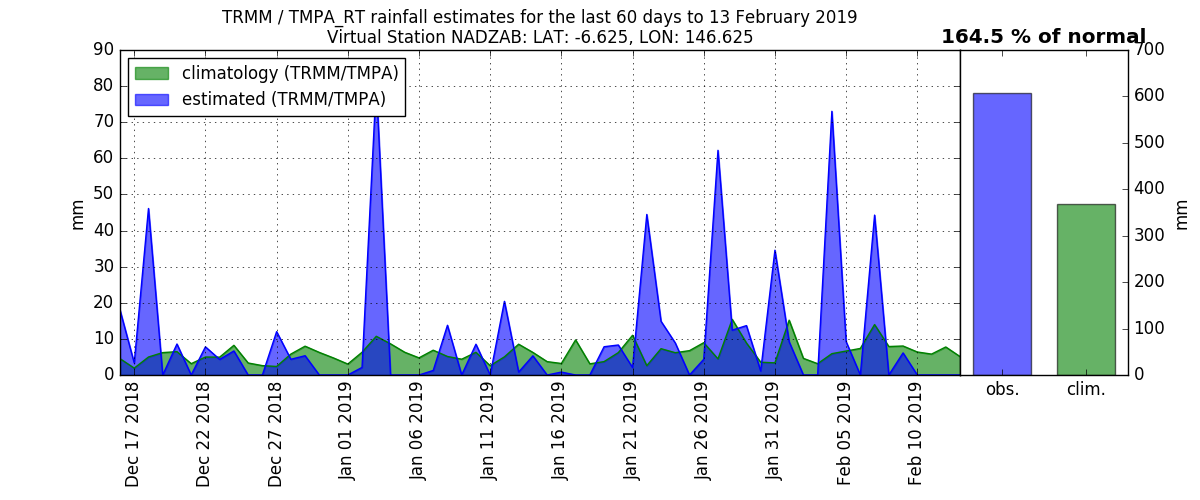 TRMM / TMPA_RT rainfall estimates for the last 60 days to 13 February 2019
Virtual Station NADZAB: LAT: -6.625, LON: 146.625
164.5 % of normal
climatology (TRMM/TMPA)
estimated (TRMM/TMPA)
mm
90
80
70
60
50
40
30
20
10
0
Dec 17 2018
Dec 22 2018
Dec 27 2018
Jan 01 2019
Jan 06 2019
Jan 11 2019
Jan 16 2019
Jan 21 2019
Jan 26 2019
Jan 31 2019
Feb 05 2019
Feb 10 2019
700
600
500
400
300
200
100
0
mm
obs.
clim.